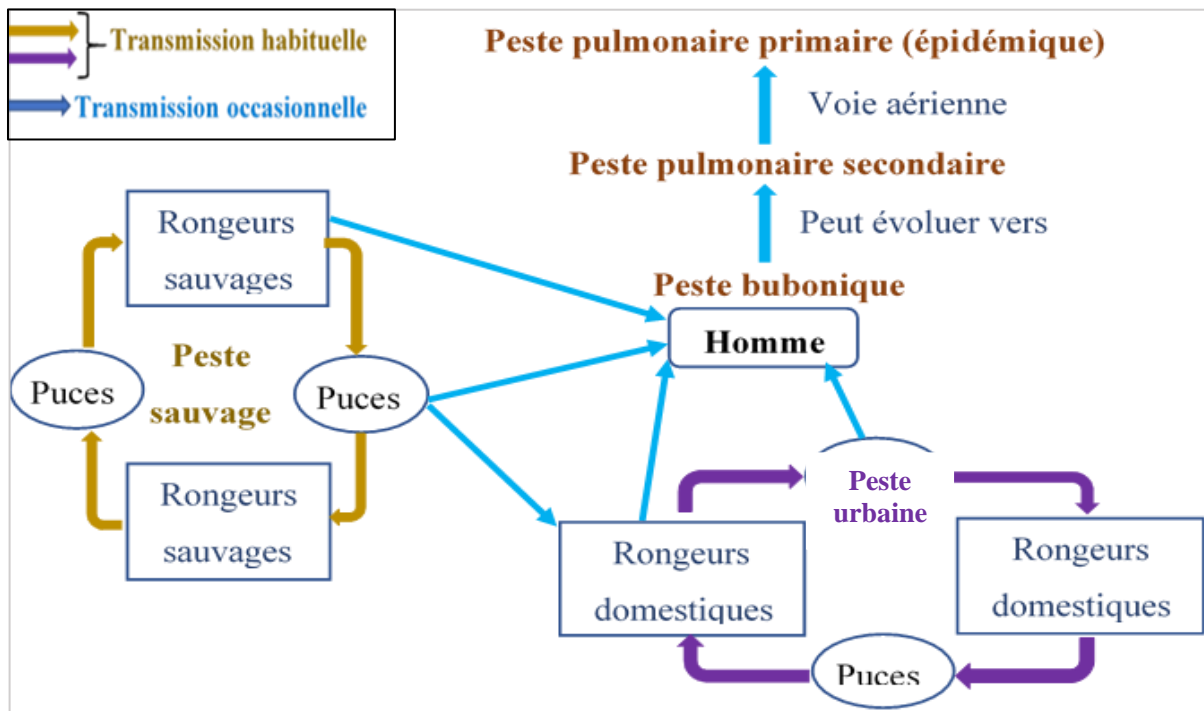 Transmission habituelle
Transmission occasionnelle
Peste pulmonaire primaire (épidémique)
Voie aérienne
Peste pulmonaire secondaire
Peut évoluer vers
Peste bubonique
Homme
Rongeurs
sauvages
Puces
Peste
sauvage
Puces
Rongeurs
sauvages
Peste
urbaine
Rongeurs
domestiques
Rongeurs
domestiques
Puces